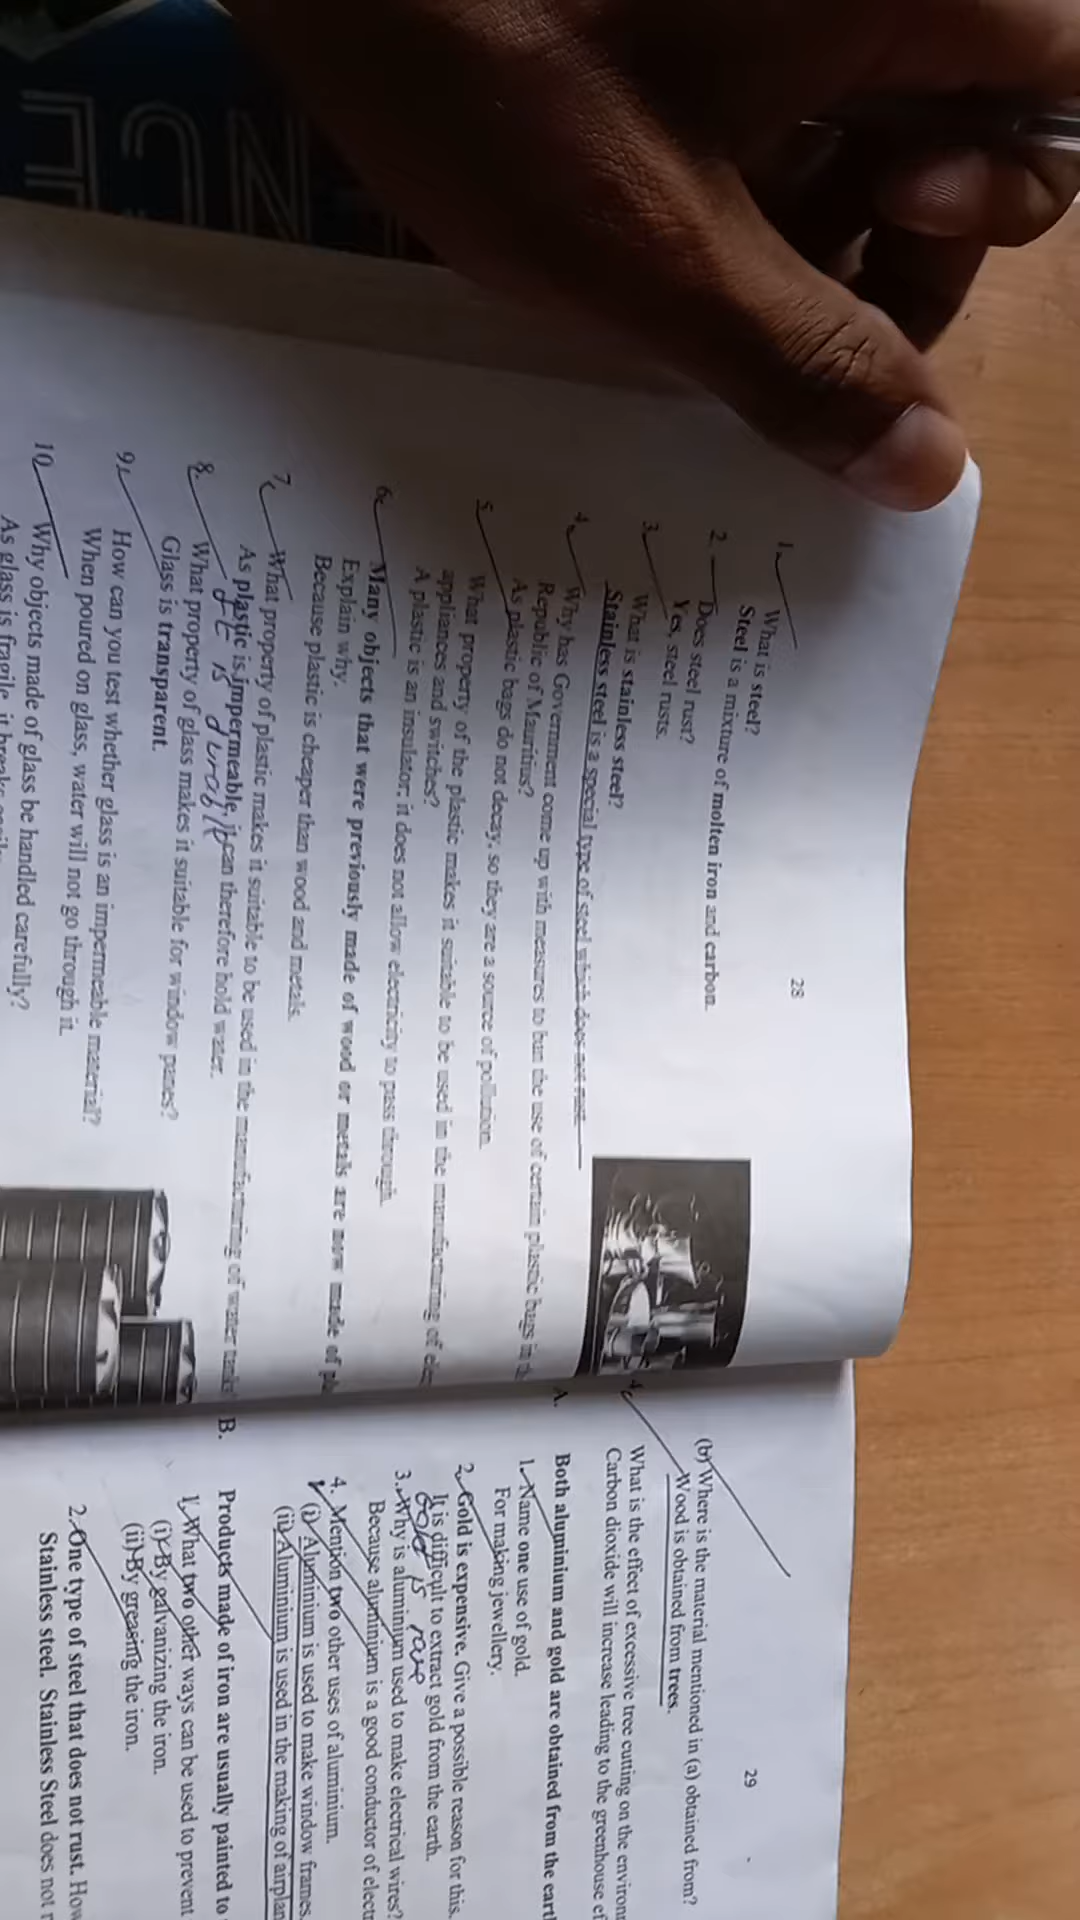 NCE
28
1. What is steel?
Steel is a mixture of molten iron and carbon.
2. Does steel rust?
Yes, steel rusts.
3. What is stainless steel?
Stainless steel is a special type of steel which does not rust.
4. Why has Government come up with measures to ban the use of certain plastic bags in th
Republic of Mauritius?
As plastic bags do not decay, so they are a source of pollution.
5. What property of the plastic makes it suitable to be used in the manufacturing of elec
appliances and switches?
A plastic is an insulator; it does not allow electricity to pass through.
6. Many objects that were previously made of wood or metals are now made of pla
Explain why.
Because plastic is cheaper than wood and metals.
7. What property of plastic makes it suitable to be used in the manufacturing of water tanks
As plastic is impermeable, it can therefore hold water.
It is durable
8. What property of glass makes it suitable for window panes?
Glass is transparent.
9. How can you test whether glass is an impermeable material?
When poured on glass, water will not go through it.
10. Why objects made of glass be handled carefully?
As glass is fragile, it breaks
29
(b) Where is the material mentioned in (a) obtained from?
Wood is obtained from trees.
4. What is the effect of excessive tree cutting on the environ
Carbon dioxide will increase leading to the greenhouse ef
A. Both aluminium and gold are obtained from the eart
1. Name one use of gold.
For making jewellery.
2. Gold is expensive. Give a possible reason for this.
It is difficult to extract gold from the earth.
Gold is rare
3. Why is aluminium used to make electrical wires?
Because aluminium is a good conductor of electr
4. Mention two other uses of aluminium.
(i) Aluminium is used to make window frames.
(ii) Aluminium is used in the making of airplan
B. Products made of iron are usually painted to
1. What two other ways can be used to prevent
(i) By galvanizing the iron.
(ii) By greasing the iron.
2. One type of steel that does not rust. How
Stainless steel. Stainless Steel does not r